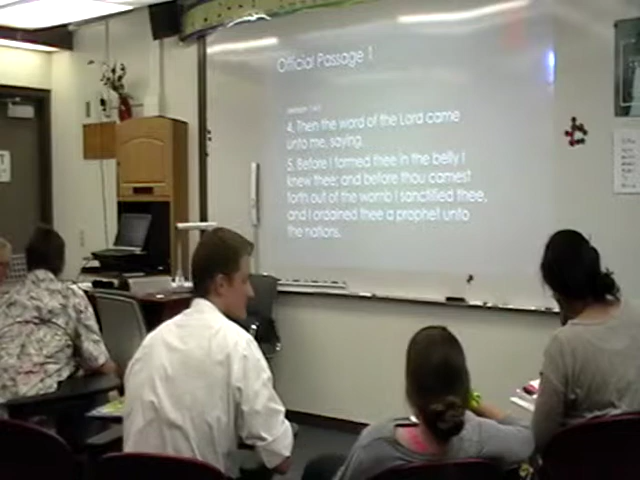 Official Passage 1
4. Then the word of the Lord came
unto me, saying,
5. Before I formed thee in the belly I
knew thee; and before thou camest
forth out of the womb I sanctified thee,
and I ordained thee a prophet unto
the nations.